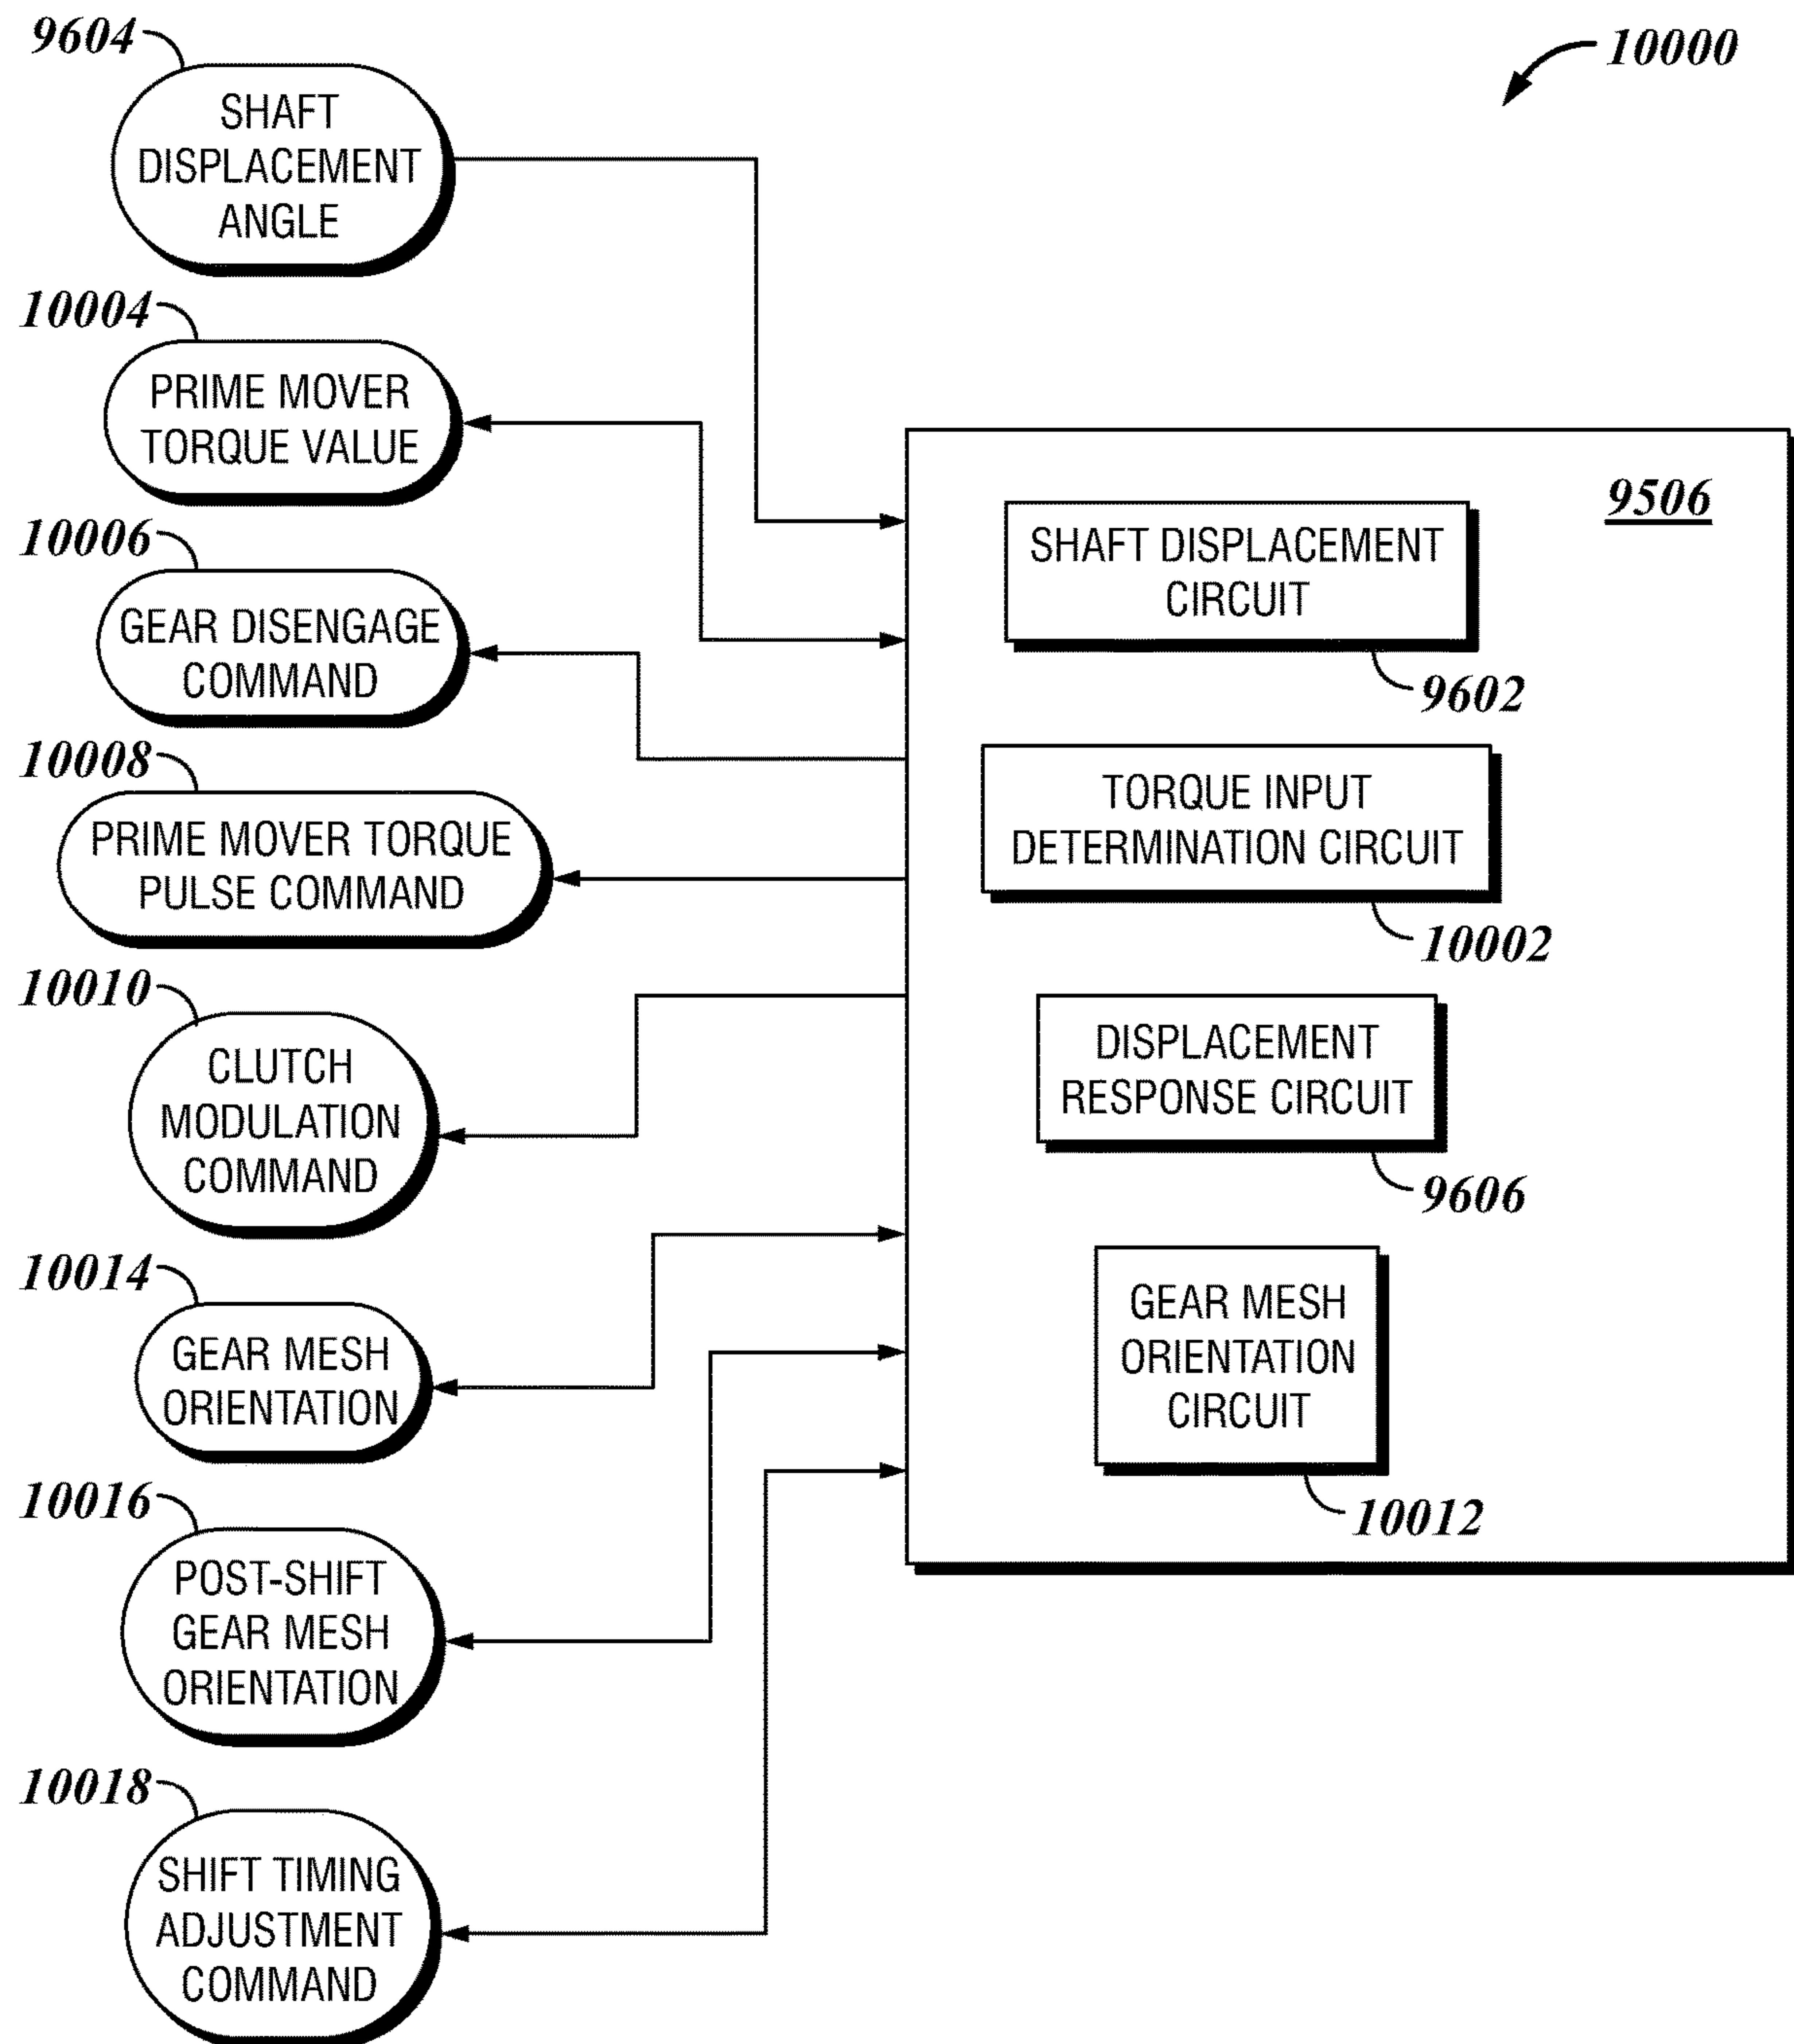 9604
10000
SHAFT
DISPLACEMENT
ANGLE
10004
PRIME MOVER
TORQUE VALUE
10006
GEAR DISENGAGE
COMMAND
10008
PRIME MOVER TORQUE
PULSE COMMAND
10010
CLUTCH
MODULATION
COMMAND
10014
GEAR MESH
ORIENTATION
10016
POST-SHIFT
GEAR MESH
ORIENTATION
10018
SHIFT TIMING
ADJUSTMENT
COMMAND
9506
SHAFT DISPLACEMENT
CIRCUIT
9602
TORQUE INPUT
DETERMINATION CIRCUIT
10002
DISPLACEMENT
RESPONSE CIRCUIT
9606
GEAR MESH
ORIENTATION
CIRCUIT
10012